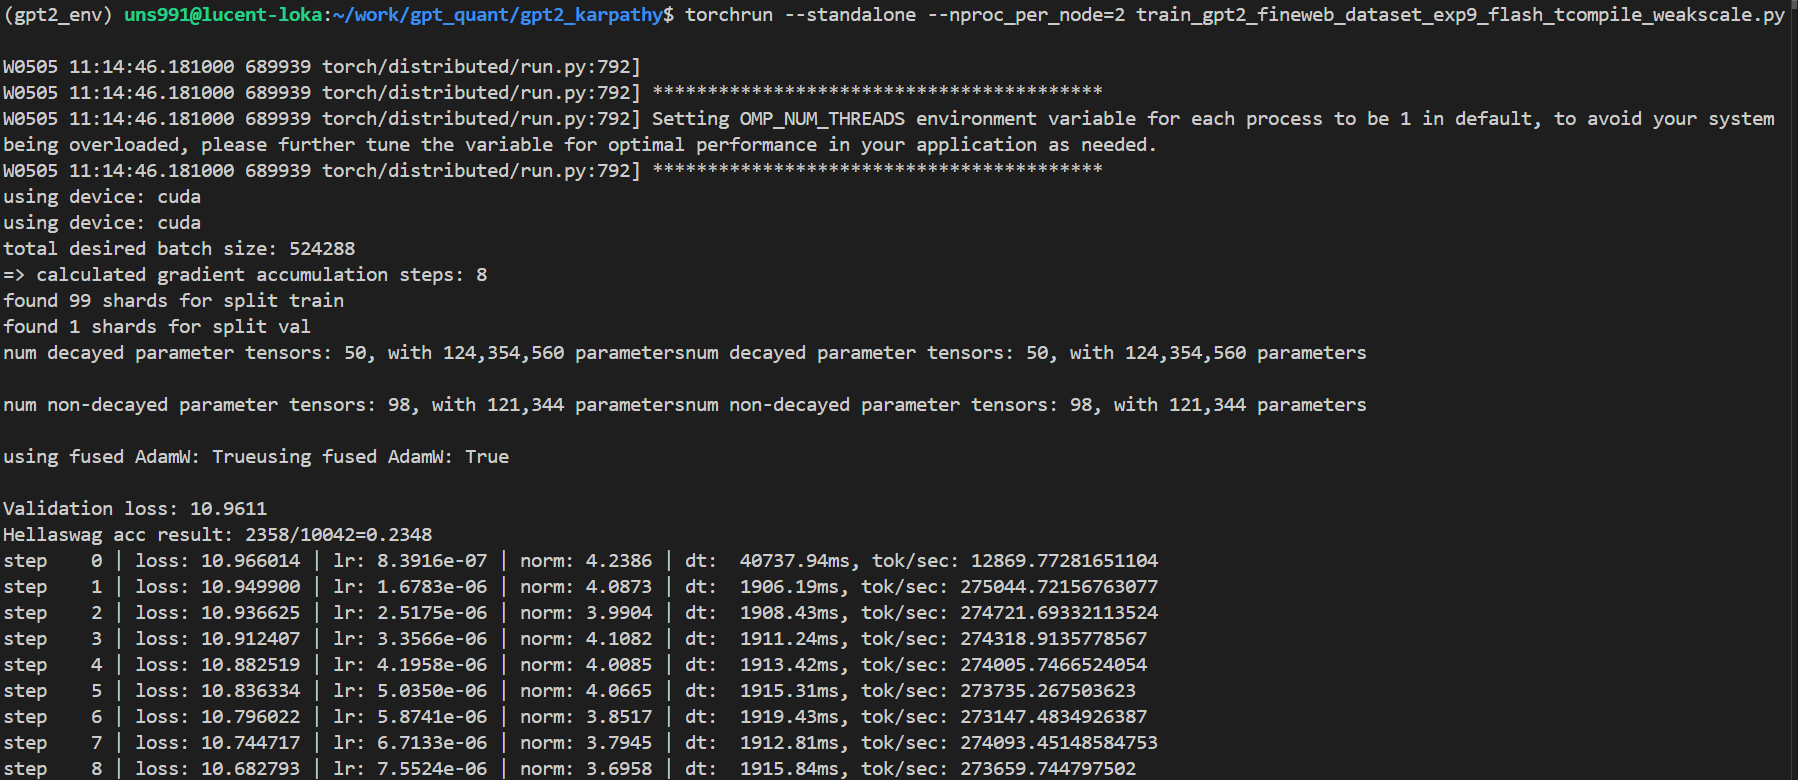 (gpt2_env) uns991@lucent-loka:~/work/gpt_quant/gpt2_karpathy$ torchrun --standalone --nproc_per_node=2 train_gpt2_fineweb_dataset_exp9_flash_tcompile_weakscale.py
W0505 11:14:46.181000 689939 torch/distributed/run.py:792]
W0505 11:14:46.181000 689939 torch/distributed/run.py:792] *****************************************
W0505 11:14:46.181000 689939 torch/distributed/run.py:792] Setting OMP_NUM_THREADS environment variable for each process to be 1 in default, to avoid your system
being overloaded, please further tune the variable for optimal performance in your application as needed.
W0505 11:14:46.181000 689939 torch/distributed/run.py:792] *****************************************
using device: cuda
using device: cuda
total desired batch size: 524288
=> calculated gradient accumulation steps: 8
found 99 shards for split train
found 1 shards for split val
num decayed parameter tensors: 50, with 124,354,560 parametersnum decayed parameter tensors: 50, with 124,354,560 parameters
num non-decayed parameter tensors: 98, with 121,344 parametersnum non-decayed parameter tensors: 98, with 121,344 parameters
using fused AdamW: Trueusing fused AdamW: True
Validation loss: 10.9611
Hellaswag acc result: 2358/10042=0.2348
step    0 | loss: 10.966014 | lr: 8.3916e-07 | norm: 4.2386 | dt:  40737.94ms, tok/sec: 12869.77281651104
step    1 | loss: 10.949900 | lr: 1.6783e-06 | norm: 4.0873 | dt:  1906.19ms, tok/sec: 275044.72156763077
step    2 | loss: 10.936625 | lr: 2.5175e-06 | norm: 3.9904 | dt:  1908.43ms, tok/sec: 274721.69332113524
step    3 | loss: 10.912407 | lr: 3.3566e-06 | norm: 4.1082 | dt:  1911.24ms, tok/sec: 274318.9135778567
step    4 | loss: 10.882519 | lr: 4.1958e-06 | norm: 4.0085 | dt:  1913.42ms, tok/sec: 274005.7466524054
step    5 | loss: 10.836334 | lr: 5.0350e-06 | norm: 4.0665 | dt:  1915.31ms, tok/sec: 273735.267503623
step    6 | loss: 10.796022 | lr: 5.8741e-06 | norm: 3.8517 | dt:  1919.43ms, tok/sec: 273147.4834926387
step    7 | loss: 10.744717 | lr: 6.7133e-06 | norm: 3.7945 | dt:  1912.81ms, tok/sec: 274093.45148584753
step    8 | loss: 10.682793 | lr: 7.5524e-06 | norm: 3.6958 | dt:  1915.84ms, tok/sec: 273659.744797502